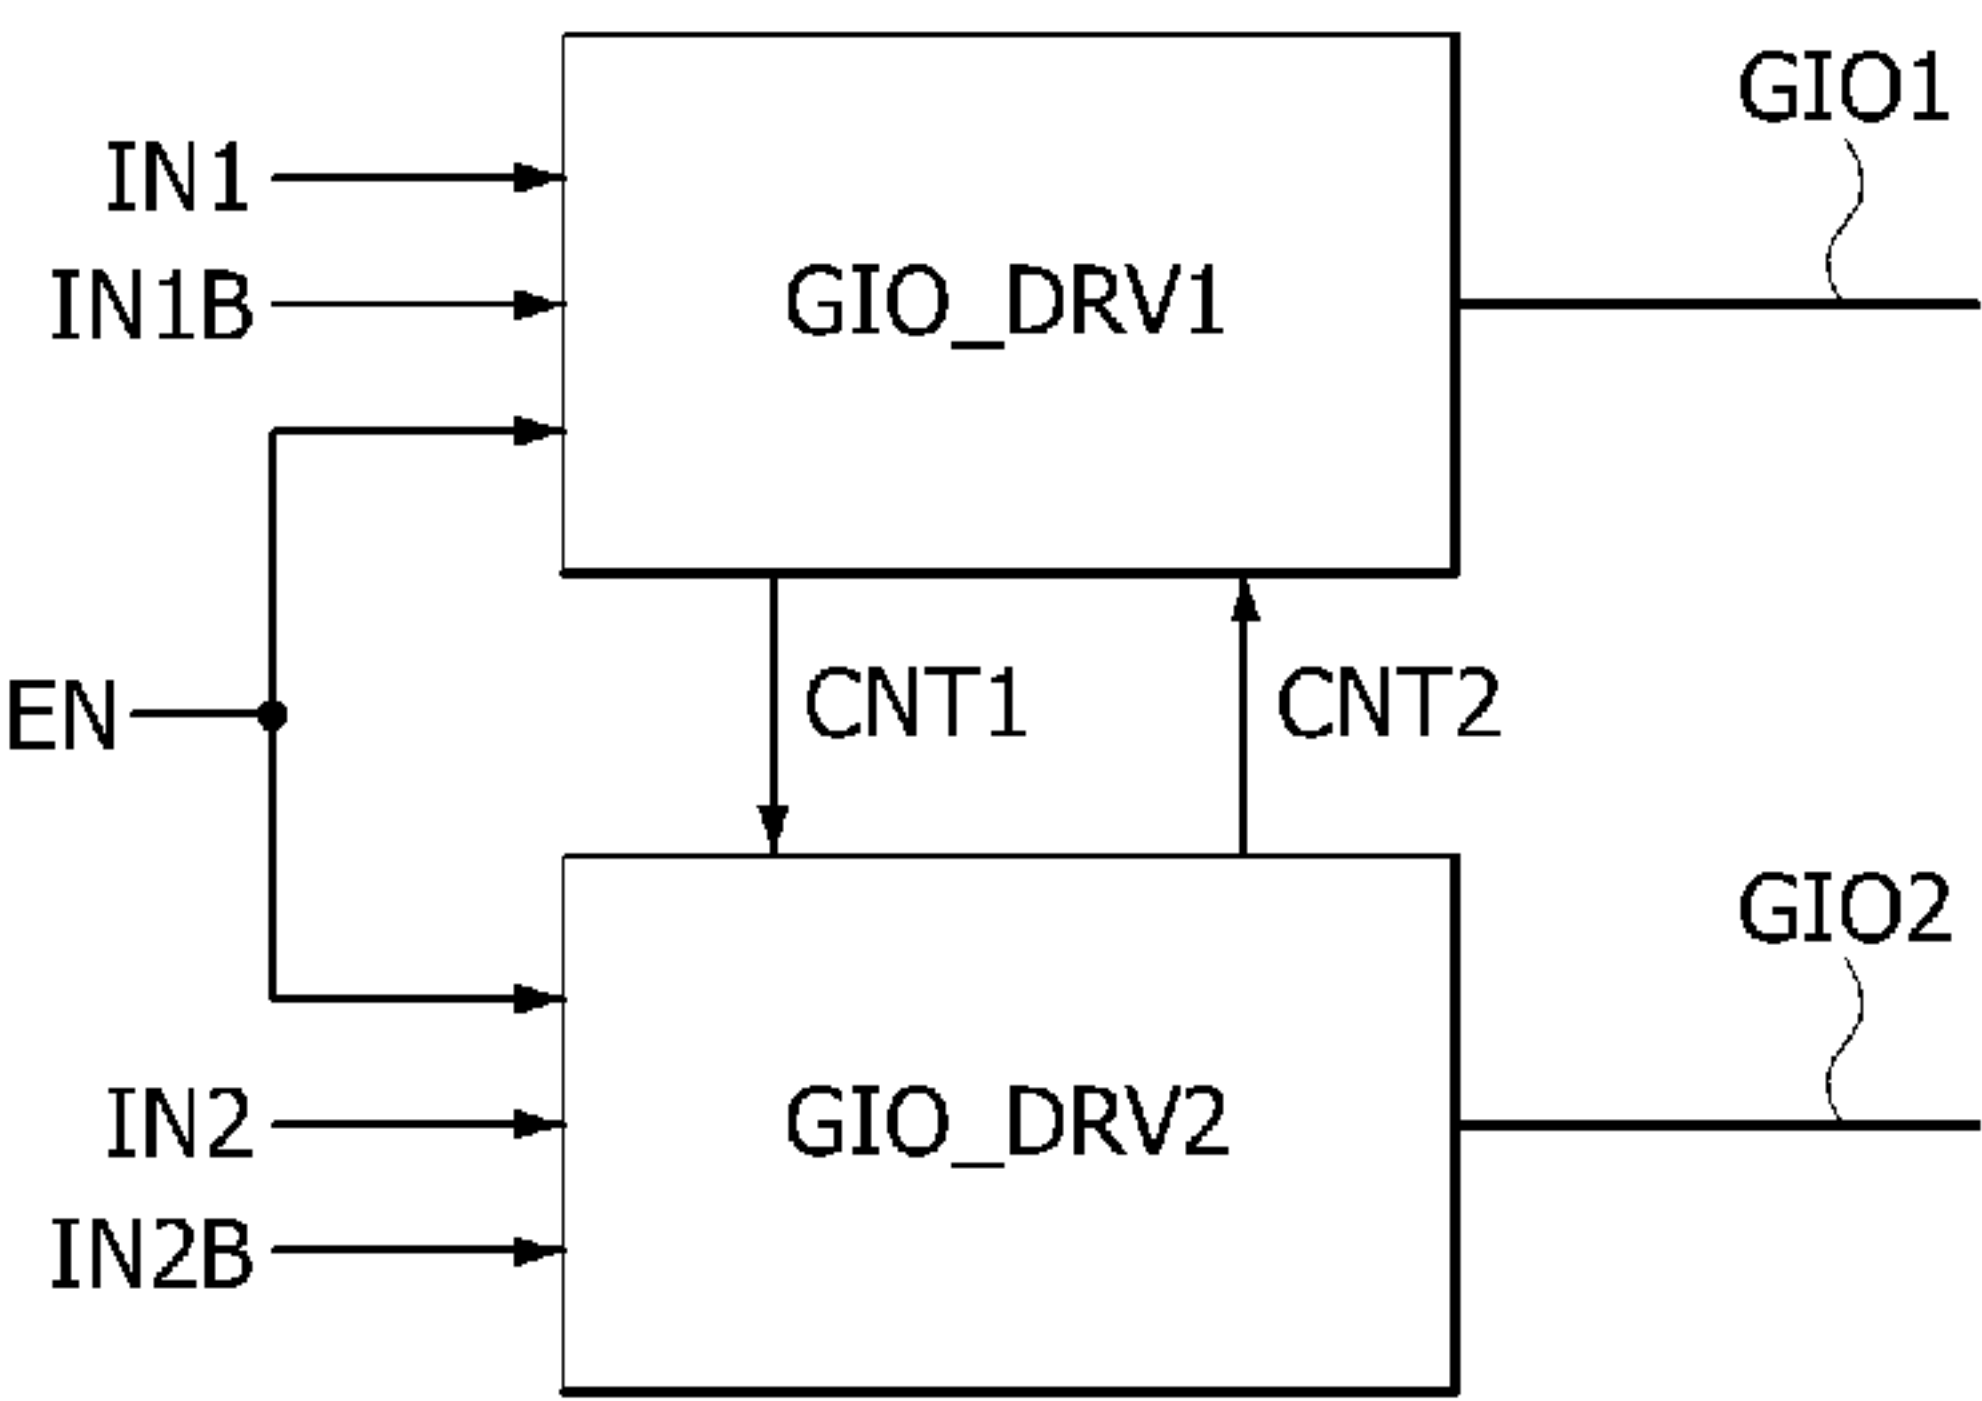 GIO1
IN1
IN1B
GIO_DRV1
EN
CNT1
CNT2
GIO2
IN2
GIO_DRV2
IN2B